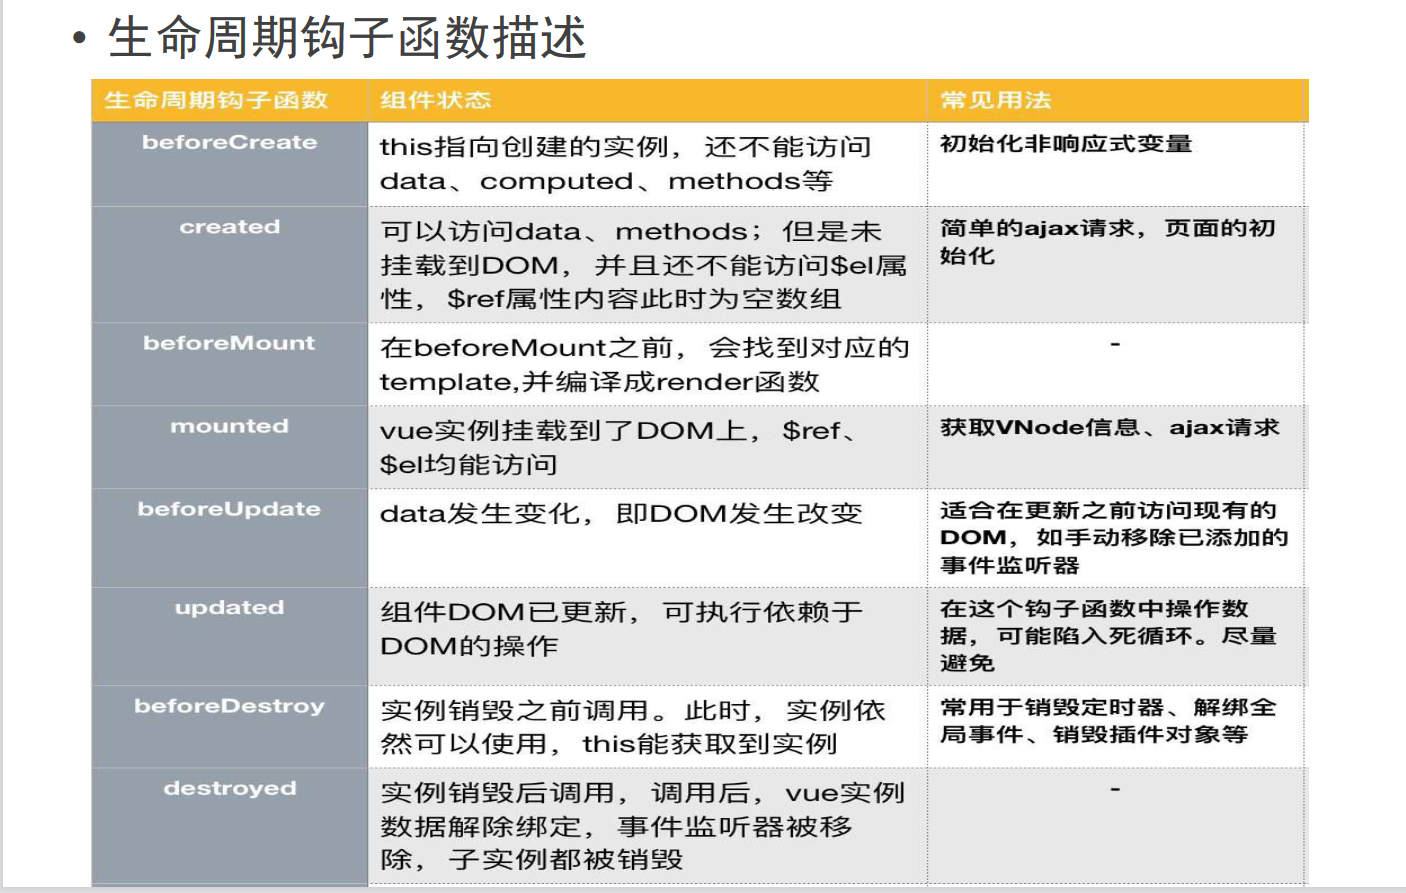 • 生命周期钩子函数描述
生命周期钩子函数
组件状态
常见用法
beforeCreate
this指向创建的实例，还不能访问
data、computed、methods等
初始化非响应式变量
created
可以访问data、methods；但是未
挂载到DOM，并且还不能访问$el属
性，$ref属性内容此时为空数组
简单的ajax请求，页面的初
始化
beforeMount
在beforeMount之前，会找到对应的
template,并编译成render函数
-
mounted
vue实例挂载到了DOM上，$ref、
$el均能访问
获取VNode信息、ajax请求
beforeUpdate
data发生变化，即DOM发生改变
适合在更新之前访问现有的
DOM，如手动移除已添加的
事件监听器
updated
组件DOM已更新，可执行依赖于
DOM的操作
在这个钩子函数中操作数
据，可能陷入死循环。尽量
避免
beforeDestroy
实例销毁之前调用。此时，实例依
然可以使用，this能获取到实例
常用于销毁定时器、解绑全
局事件、销毁插件对象等
destroyed
实例销毁后调用，调用后，vue实例
数据解除绑定，事件监听器被移
除，子实例都被销毁
-